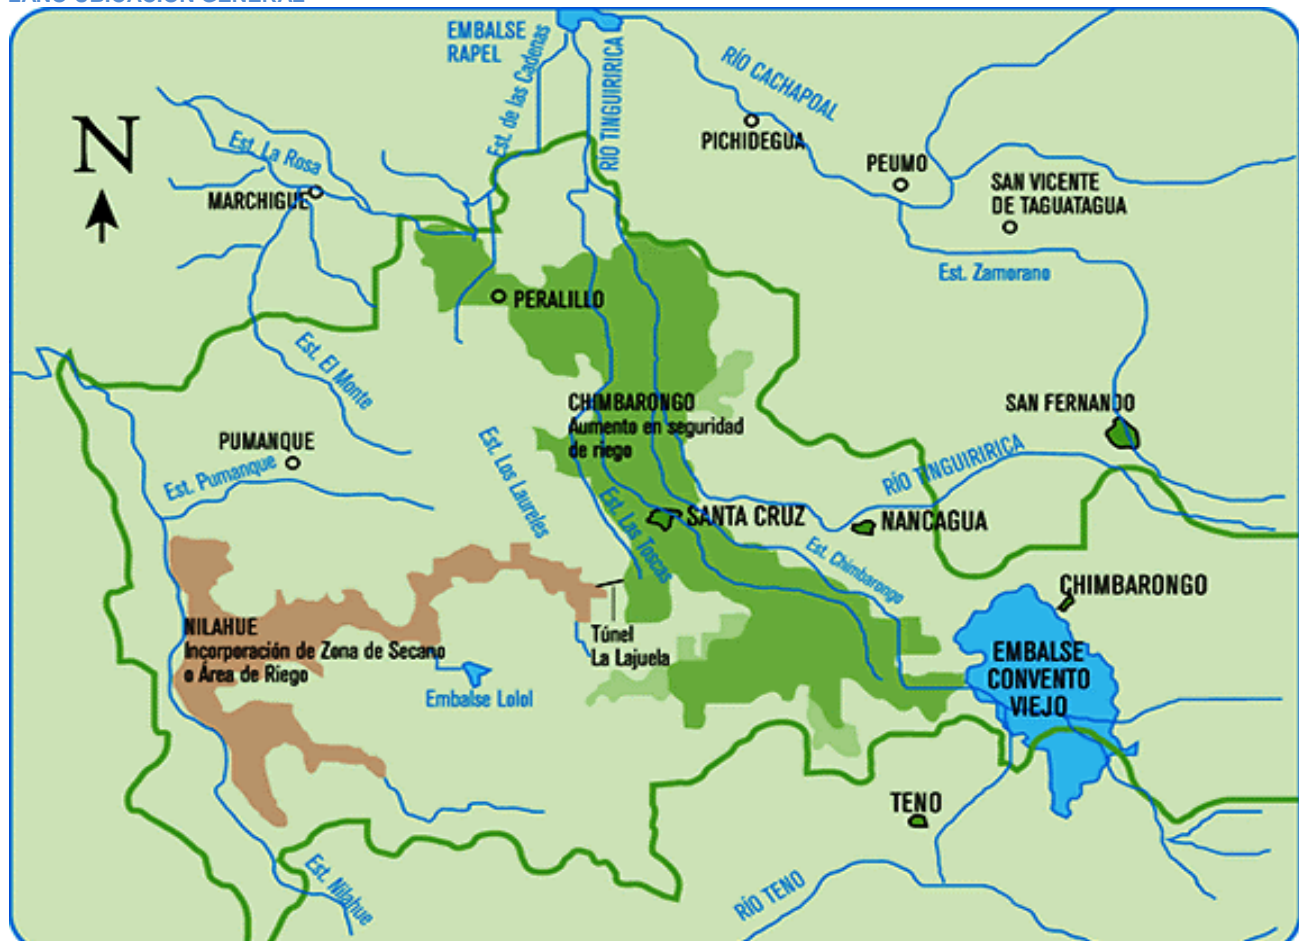 EMBALSE
RAPEL
Est. de las Cadenas
RÍO TINGUIRIRICA
RÍO CACHAPOAL
PICHIDEGUA
PEUMO
SAN VICENTE
DE TAGUATAGUA
N
Est. La Rosa
MARCHIGUE
Est. Zamorano
PERALILLO
Est. El Monte
CHIMBARONGO
Aumento en seguridad
de riego
SAN FERNANDO
PUMANQUE
Est. Pumanque
Est. Los Laureles
RÍO TINGUIRIRICA
Est. Las Toscas
SANTA CRUZ
NANCAGUA
Est. Chimbarongo
CHIMBARONGO
NILAHUE
Incorporación de Zona de Secano
o Área de Riego
Túnel
La Lajuela
EMBALSE
CONVENTO
VIEJO
Embalse Lolol
TENO
Est. Nilahue
RÍO TENO